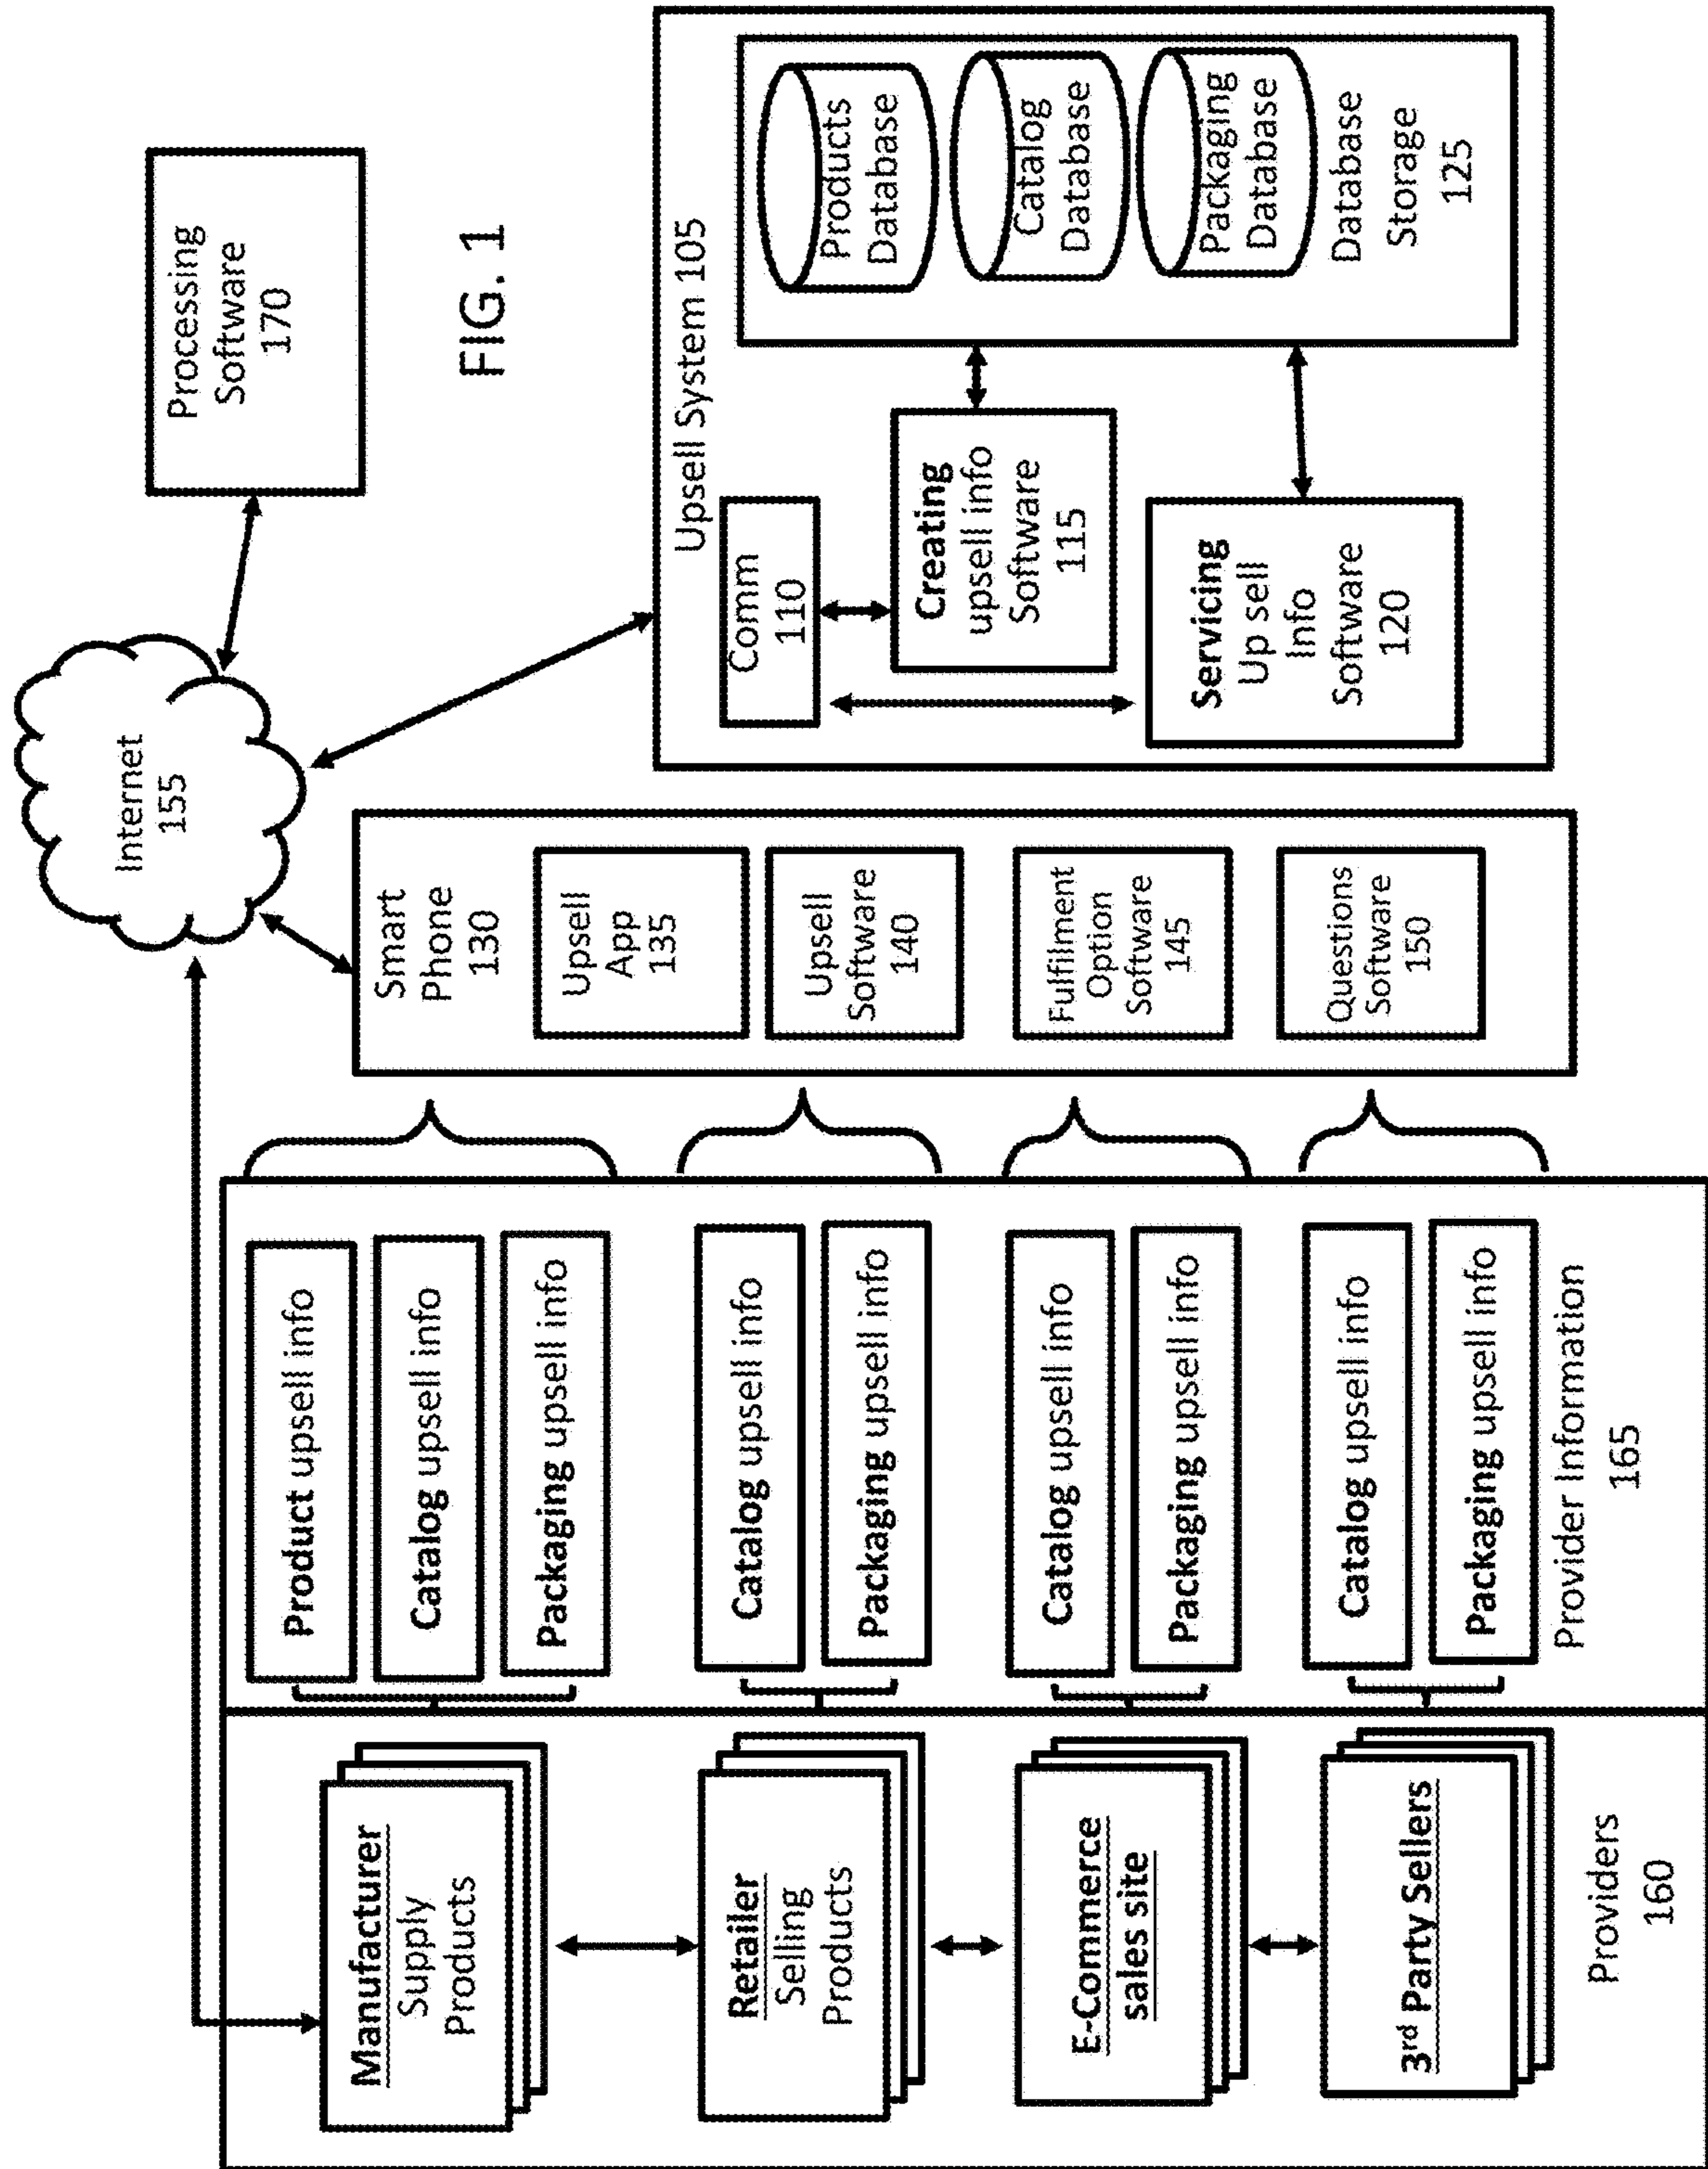 Internet
155
Processing
Software
170
FIG. 1
Manufacturer
Supply
Products
Retailer
Selling
Products
E-Commerce
sales site
3rd Party Sellers
Providers
160
Product upsell info
Catalog upsell info
Packaging upsell info
Catalog upsell info
Packaging upsell info
Catalog upsell info
Packaging upsell info
Catalog upsell info
Packaging upsell info
Provider Information
165
Smart
Phone
130
Upsell
App
135
Upsell
Software
140
Fulfilment
Option
Software
145
Questions
Software
150
Upsell System 105
Comm
110
Creating
upsell info
Software
115
Servicing
Up sell
Info
Software
120
Products
Database
Catalog
Database
Packaging
Database
Database
Storage
125